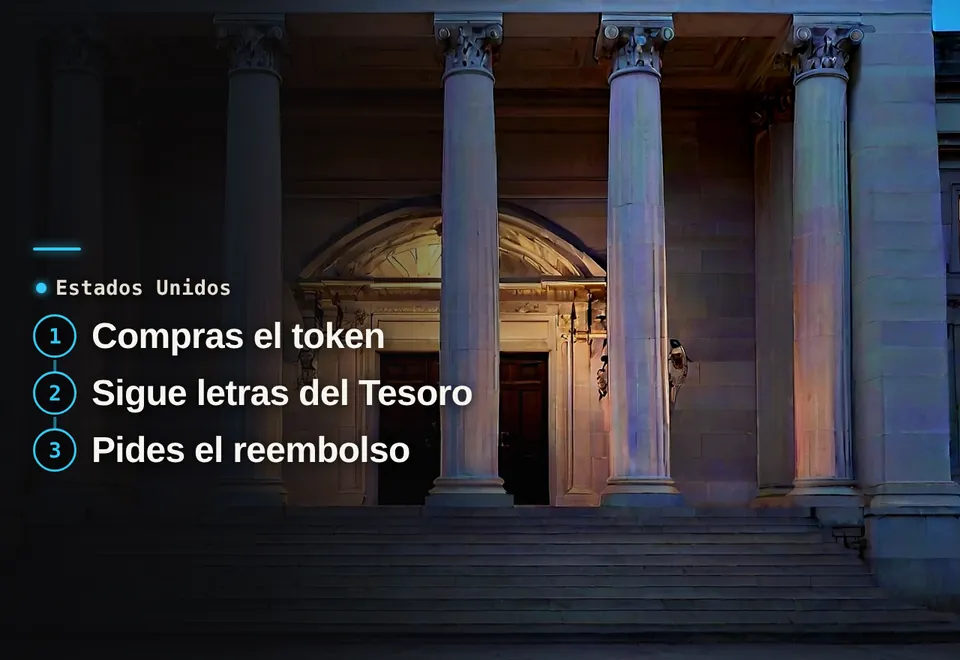 Estados Unidos
1 Compras el token
2 Sigue letras del Tesoro
3 Pides el reembolso